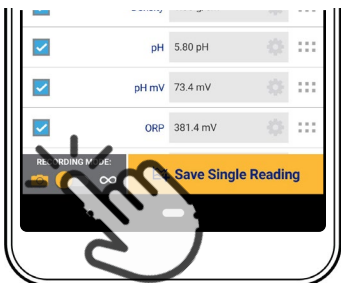 pH 5.80 pH
pH mV 73.4 mV
ORP 381.4 mV
RECORDING MODE:
Save Single Reading